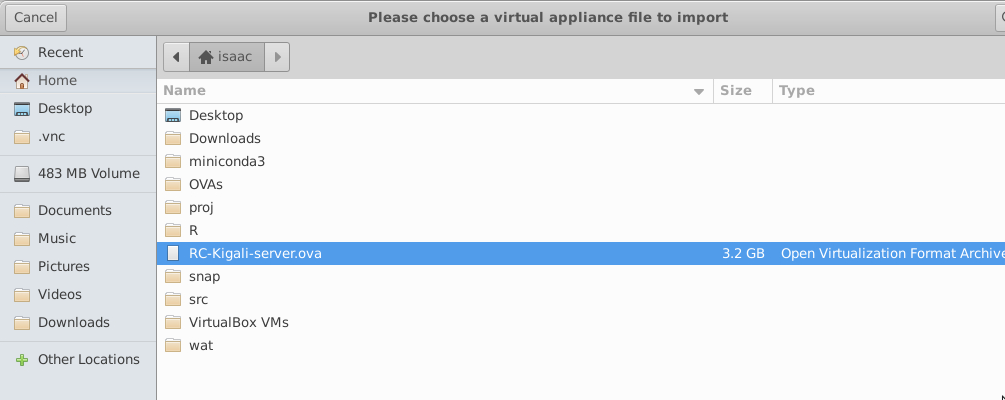 Cancel Please choose a virtual appliance file to import
Recent
Home
Desktop
.vnc
483 MB Volume
Documents
Music
Pictures
Videos
Downloads
Other Locations
isaac
Name Size Type
Desktop
Downloads
miniconda3
OVAs
proj
R
RC-Kigali-server.ova 3.2 GB Open Virtualization Format Archive
snap
src
VirtualBox VMs
wat